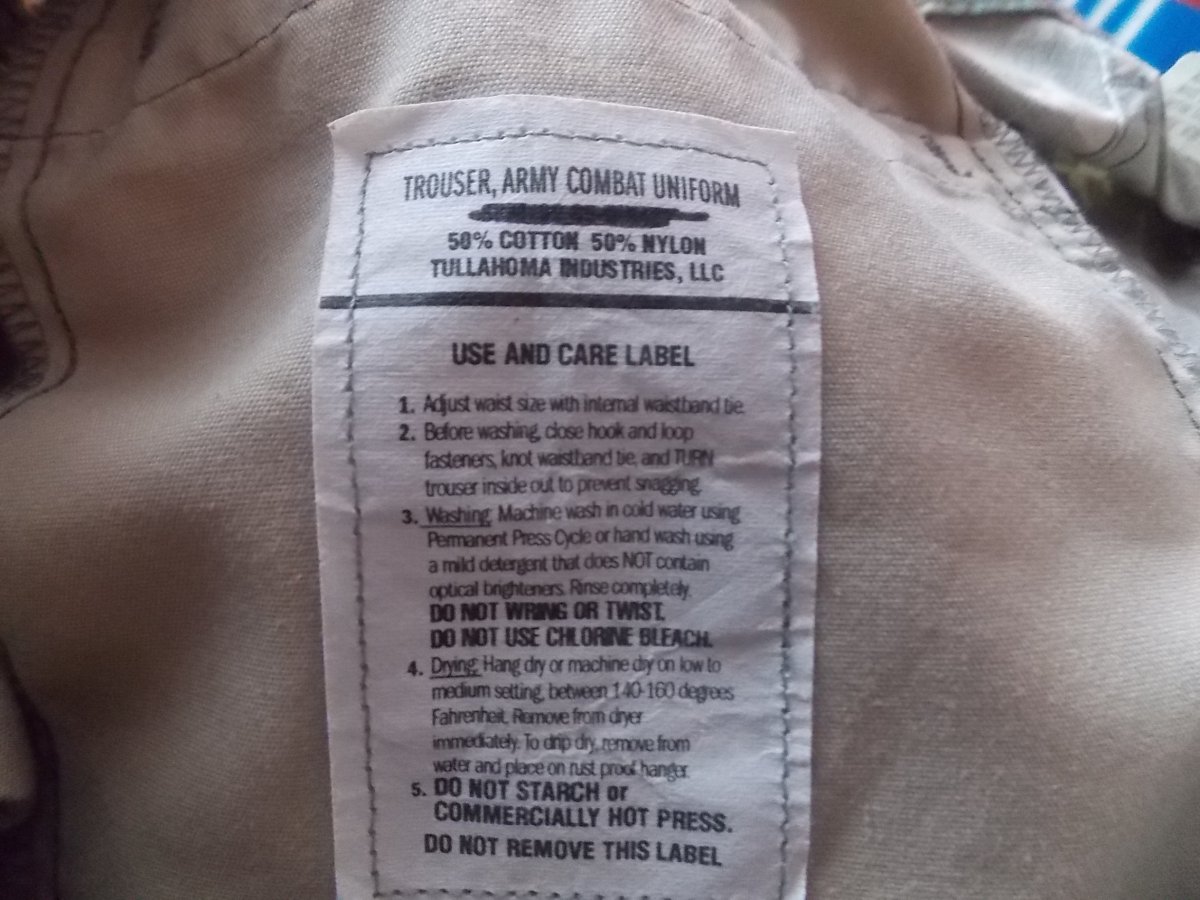 TROUSER, ARMY COMBAT UNIFORM
50% COTTON 50% NYLON
TULLAHOMA INDUSTRIES, LLC
USE AND CARE LABEL
1. Adjust waist size with internal waistband tie.
2. Before washing, close hook and loop
fasteners, knot waistband tie, and TURN
trouser inside out to prevent snagging.
3. Washing: Machine wash in cold water using
Permanent Press Cycle or hand wash using
a mild detergent that does NOT contain
optical brighteners. Rinse completely.
DO NOT WRING OR TWIST.
DO NOT USE CHLORINE BLEACH.
4. Drying: Hang dry or machine dry on low to
medium setting, between 140-160 degrees
Fahrenheit. Remove from dryer
immediately. To drip dry, remove from
water and place on rust proof hanger.
5. DO NOT STARCH or
COMMERCIALLY HOT PRESS.
DO NOT REMOVE THIS LABEL